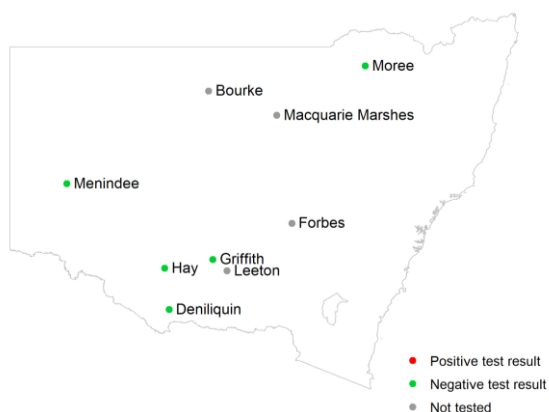 Moree
Bourke
Macquarie Marshes
Menindee
Forbes
Griffith
Hay
Leeton
Deniliquin
Positive test result
Negative test result
Not tested